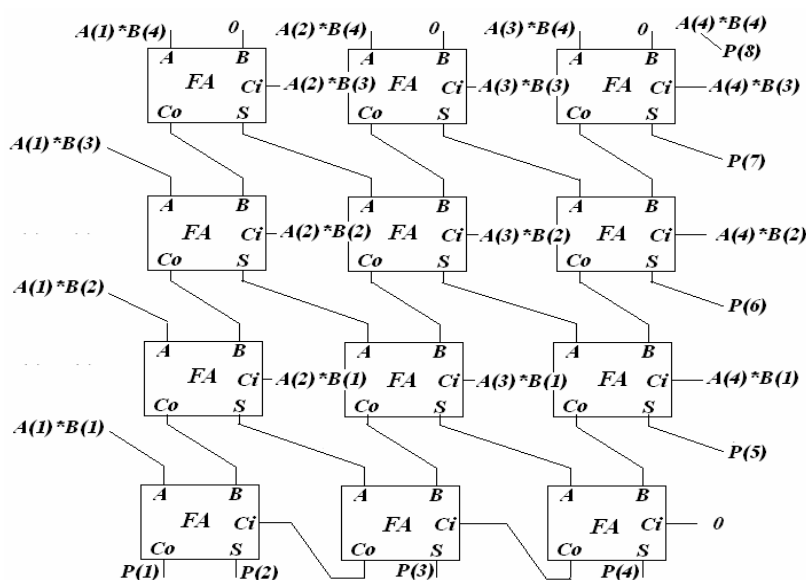 A(1)*B(4) 0 A(2)*B(4) 0 A(3)*B(4) 0 A(4)*B(4)
P(8)
A B A B A B
FA Ci A(2)*B(3) FA Ci A(3)*B(3) FA Ci A(4)*B(3)
Co S Co S Co S
A(1)*B(3) P(7)
A B A B A B
FA Ci A(2)*B(2) FA Ci A(3)*B(2) FA Ci A(4)*B(2)
Co S Co S Co S
A(1)*B(2) P(6)
A B A B A B
FA Ci A(2)*B(1) FA Ci A(3)*B(1) FA Ci A(4)*B(1)
Co S Co S Co S
A(1)*B(1) P(5)
A B A B A B
FA Ci FA Ci FA Ci 0
Co S Co S Co S
P(1) P(2) P(3) P(4)